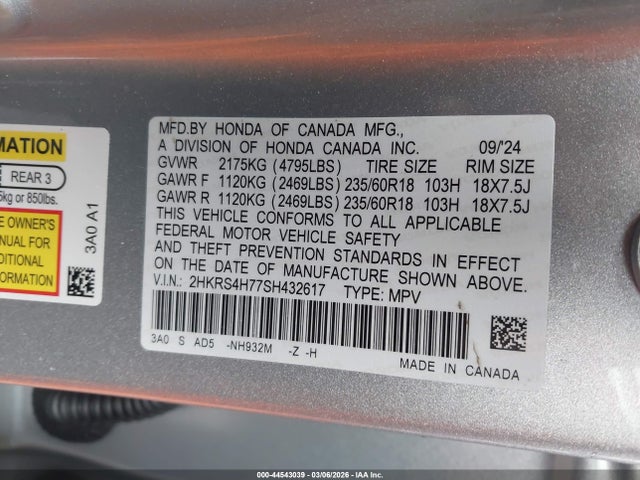 RMATION
REAR 3
5kg or 850lbs.
E OWNER'S
NUAL FOR
DITIONAL
FORMATION
3A0 A1
MFD.BY HONDA OF CANADA MFG.,
A DIVISION OF HONDA CANADA INC. 09/'24
GVWR 2175KG (4795LBS) TIRE SIZE RIM SIZE
GAWR F 1120KG (2469LBS) 235/60R18 103H 18X7.5J
GAWR R 1120KG (2469LBS) 235/60R18 103H 18X7.5J
THIS VEHICLE CONFORMS TO ALL APPLICABLE
FEDERAL MOTOR VEHICLE SAFETY
AND THEFT PREVENTION STANDARDS IN EFFECT
ON THE DATE OF MANUFACTURE SHOWN ABOVE.
V.I.N.: 2HKRS4H77SH432617 TYPE: MPV
3A0 S AD5 -NH932M -Z -H
MADE IN CANADA
000-44543039 - 03/06/2026 - IAA Inc.